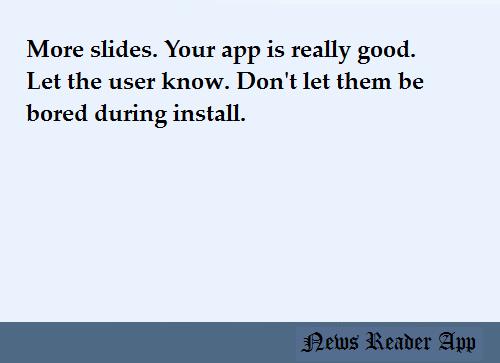 More slides. Your app is really good.
Let the user know. Don't let them be
bored during install.
News Reader App